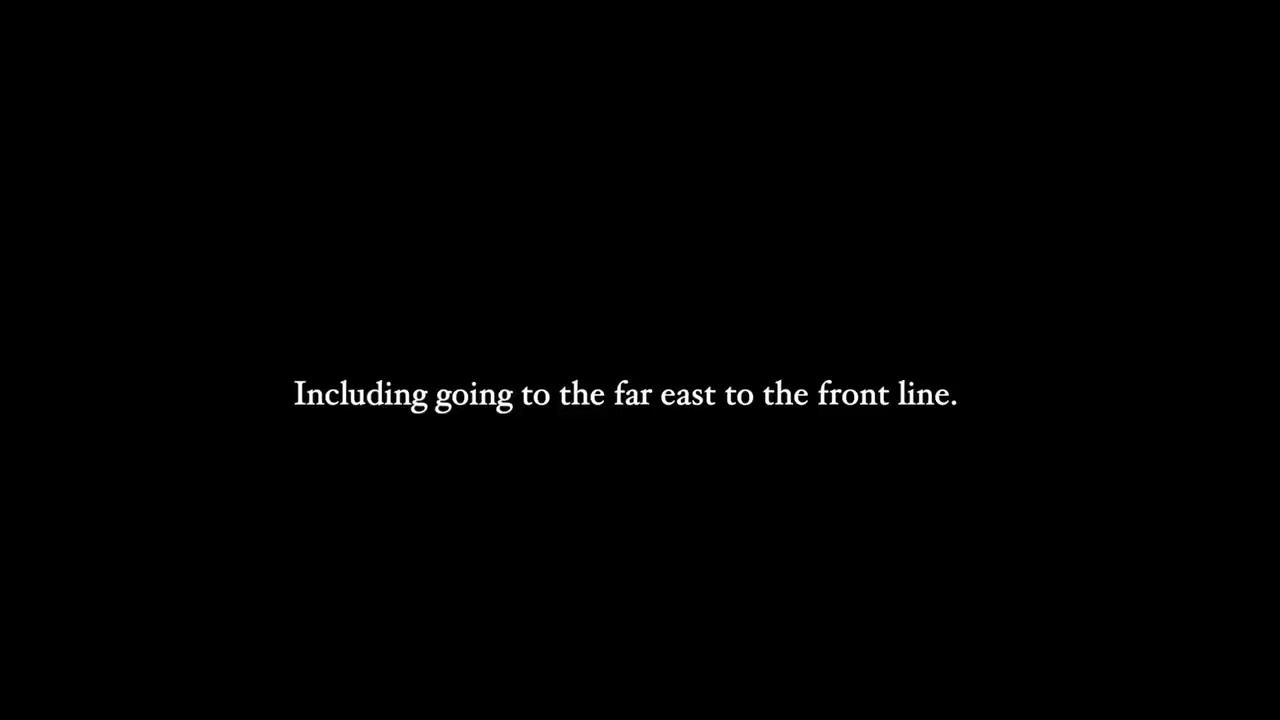 Including going to the far east to the front line.